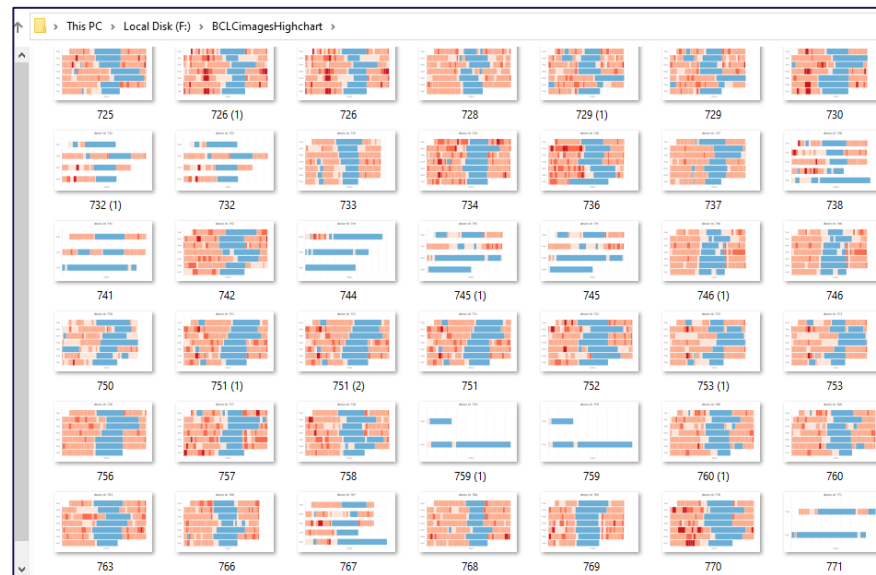 This PC > Local Disk (F:) > BCLCimagesHighchart >
725 726 (1) 726 728 729 (1) 729 730
732 (1) 732 733 734 736 737 738
741 742 744 745 (1) 745 746 (1) 746
750 751 (1) 751 (2) 751 752 753 (1) 753
756 757 758 759 (1) 759 760 (1) 760
763 766 767 768 769 770 771